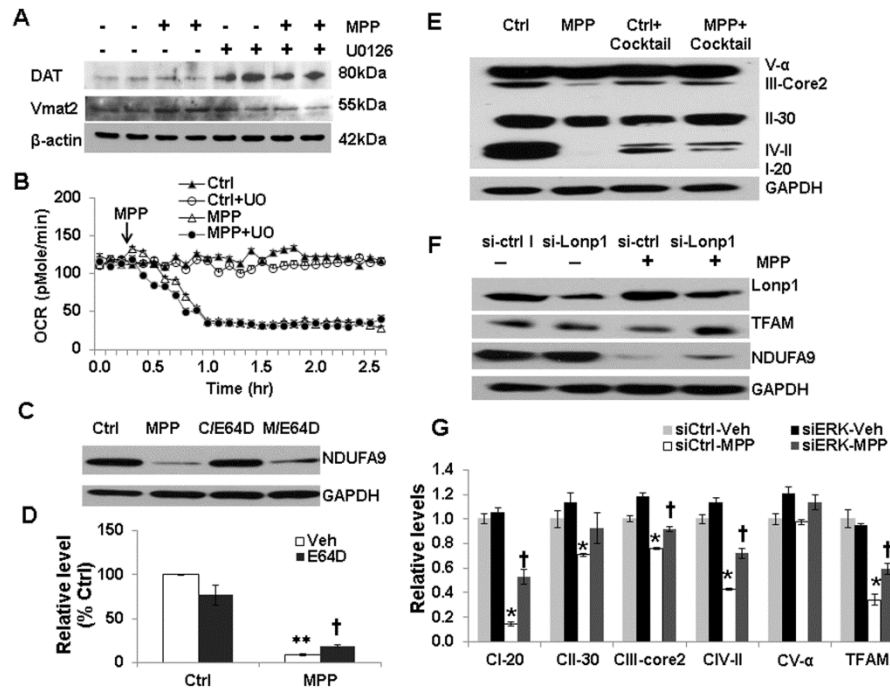 A
- - + + - - + + MPP
- - - - + + + + U0126
DAT 80kDa
Vmat2 55kDa
β-actin 42kDa
B
Ctrl
Ctrl+UO
MPP
MPP+UO
MPP
OCR (pMole/min)
200
150
100
50
0
0.0 0.5 1.0 1.5 2.0 2.5
Time (hr)
C
Ctrl MPP C/E64D M/E64D
NDUFA9
GAPDH
D
Veh
E64D
Relative level
(% Ctrl)
150
100
50
0
** †
Ctrl MPP
E
Ctrl MPP Ctrl+ MPP+
Cocktail Cocktail
V-α
III-Core2
II-30
IV-II
I-20
GAPDH
F
si-ctrl I si-Lonp1 si-ctrl si-Lonp1
− − + + MPP
Lonp1
TFAM
NDUFA9
GAPDH
G
siCtrl-Veh siERK-Veh
siCtrl-MPP siERK-MPP
Relative levels
1.4
1.2
1.0
0.8
0.6
0.4
0.2
0.0
* † * * † * † * †
CI-20 CII-30 CIII-core2 CIV-II CV-α TFAM